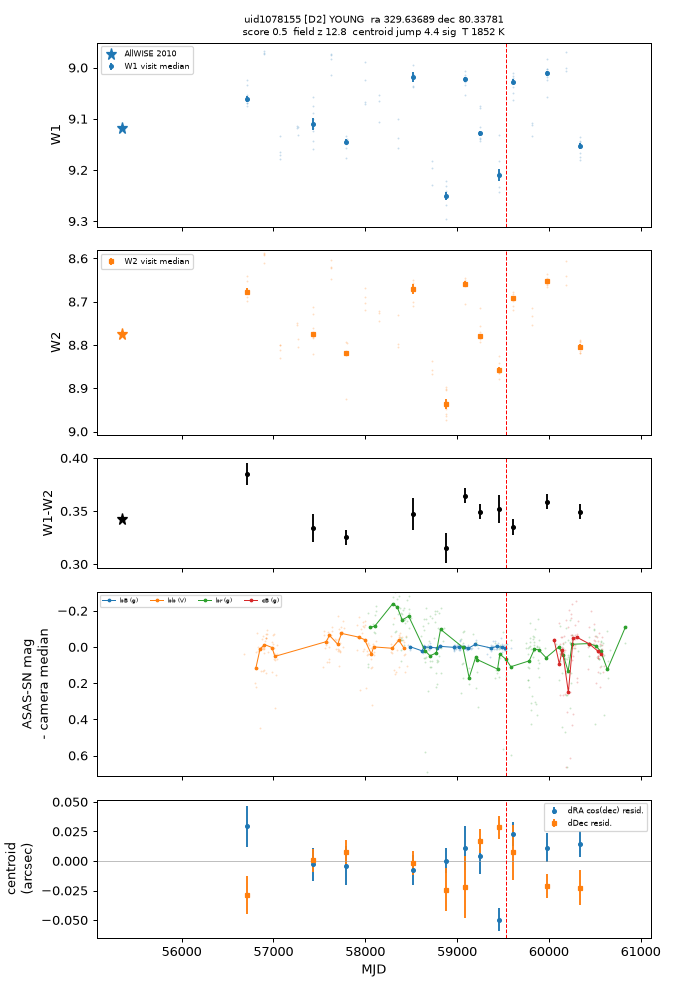 uid1078155 [D2] YOUNG ra 329.63689 dec 80.33781
score 0.5 field z 12.8 centroid jump 4.4 sig T 1852 K
AllWISE 2010
W1 visit median
9.0
9.1
9.2
9.3
W1
W2 visit median
8.6
8.7
8.8
8.9
9.0
W2
0.40
0.35
0.30
W1-W2
bB (g)
bb (V)
br (g)
cB (g)
−0.2
0.0
0.2
0.4
0.6
ASAS-SN mag
- camera median
dRA cos(dec) resid.
dDec resid.
0.050
0.025
0.000
−0.025
−0.050
centroid
(arcsec)
56000 57000 58000 59000 60000 61000
MJD